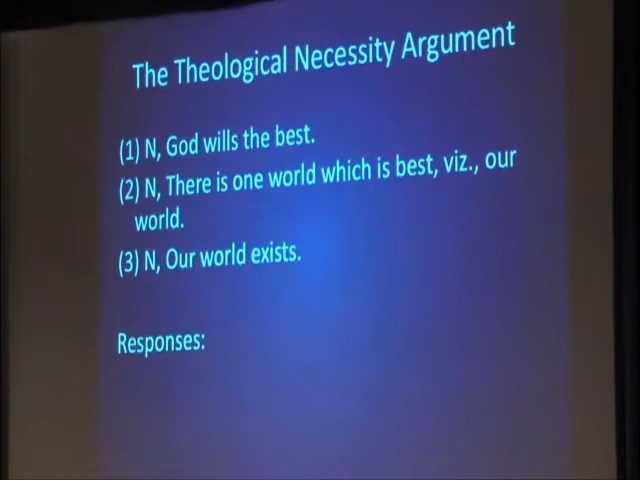 The Theological Necessity Argument
(1) N, God wills the best.
(2) N, There is one world which is best, viz., our
world.
(3) N, Our world exists.
Responses: